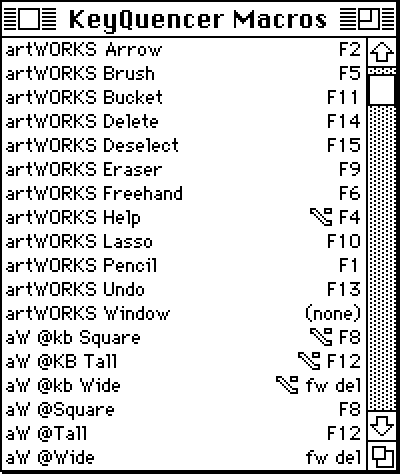 KeyQuencer Macros
artWORKS Arrow F2
artWORKS Brush F5
artWORKS Bucket F11
artWORKS Delete F14
artWORKS Deselect F15
artWORKS Eraser F9
artWORKS Freehand F6
artWORKS Help ⌥ F4
artWORKS Lasso F10
artWORKS Pencil F1
artWORKS Undo F13
artWORKS Window (none)
aW @kb Square ⌥ F8
aW @KB Tall ⌥ F12
aW @kb Wide ⌥ fw del
aW @Square F8
aW @Tall F12
aW @Wide fw del